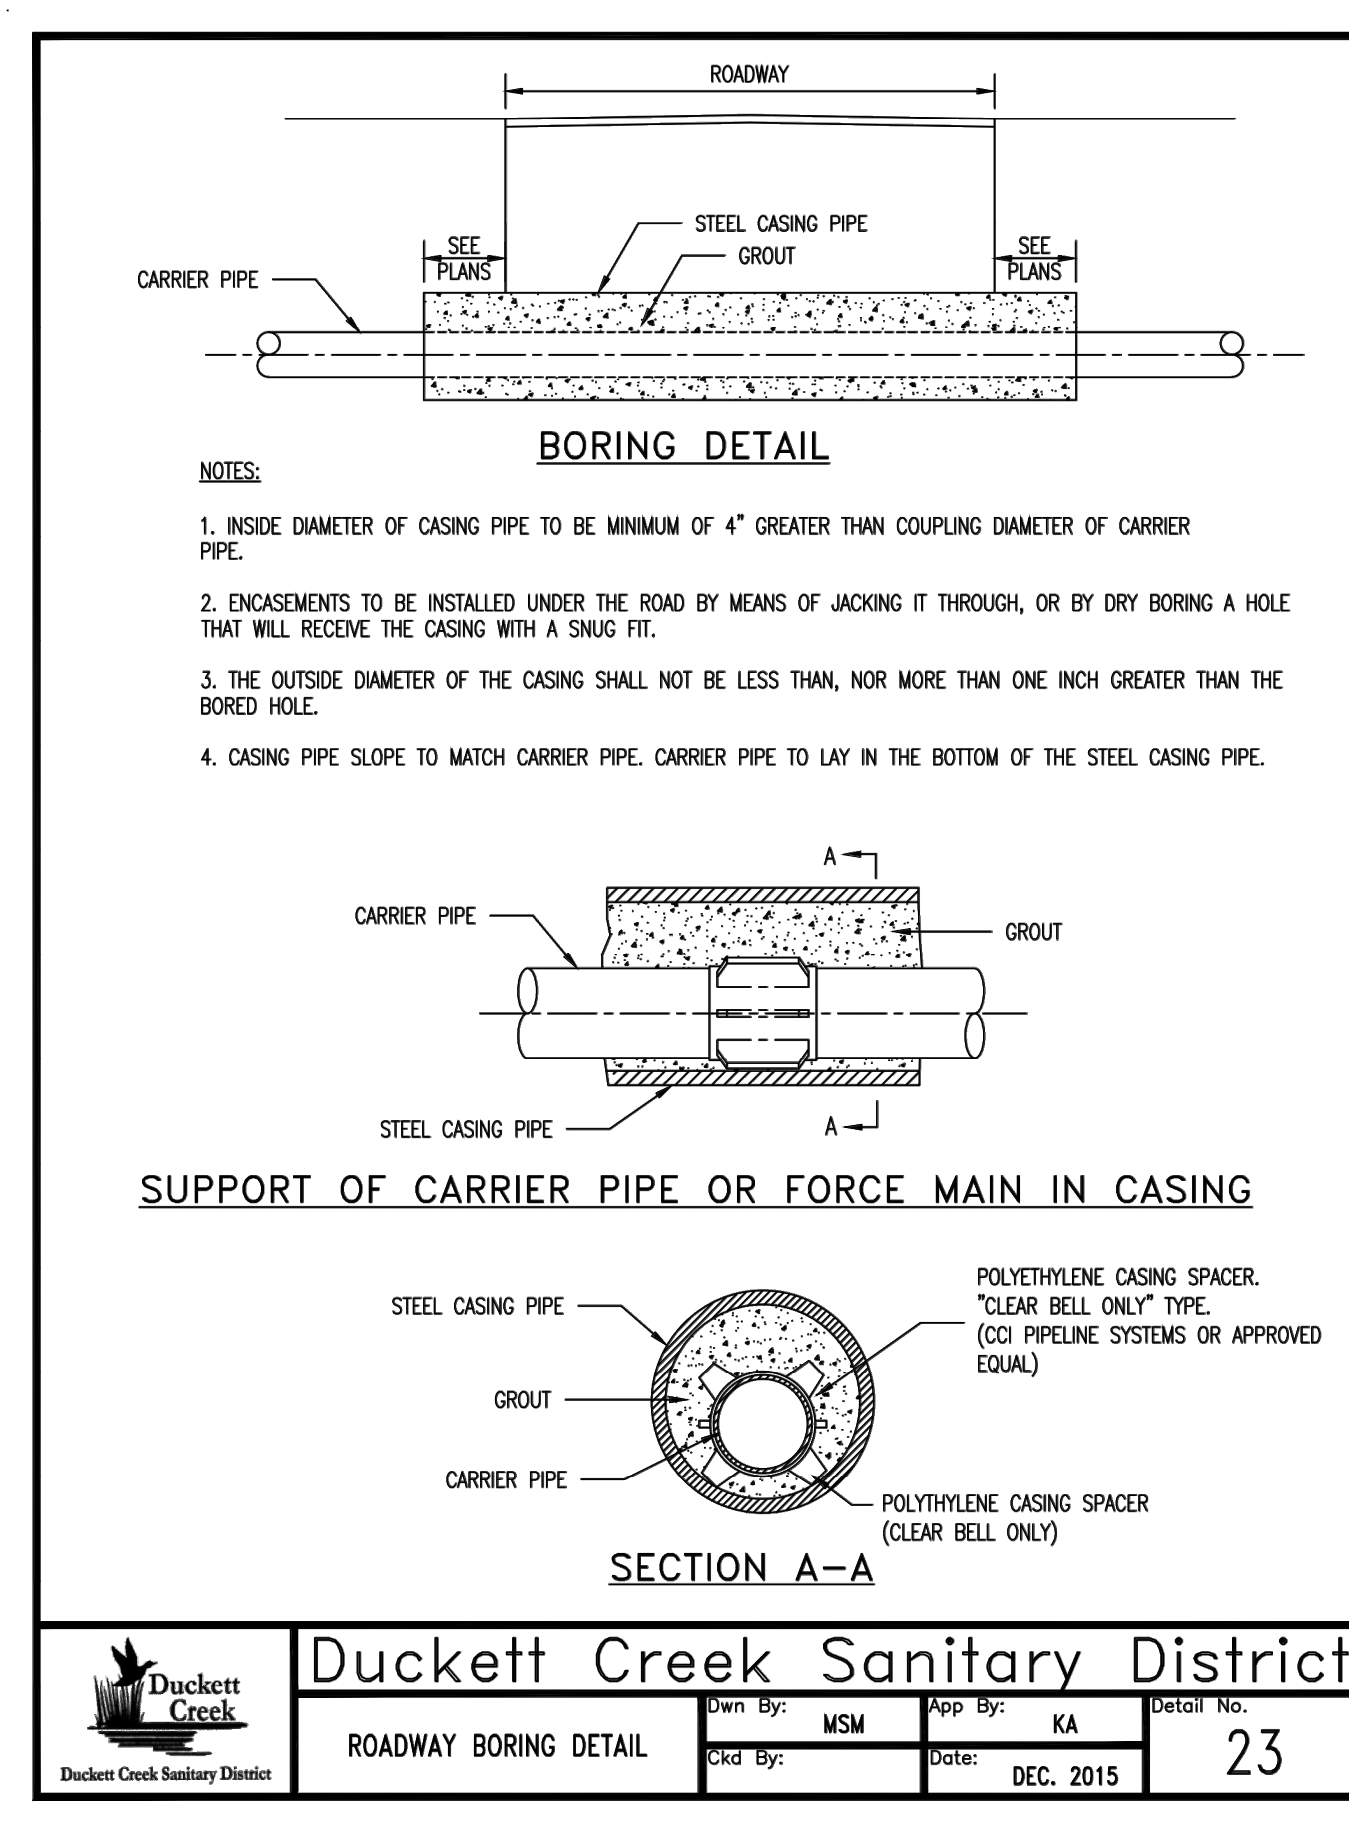 ROADWAY
STEEL CASING PIPE
GROUT
SEE
PLANS
SEE
PLANS
CARRIER PIPE
BORING DETAIL
NOTES:
1. INSIDE DIAMETER OF CASING PIPE TO BE MINIMUM OF 4" GREATER THAN COUPLING DIAMETER OF CARRIER
PIPE.
2. ENCASEMENTS TO BE INSTALLED UNDER THE ROAD BY MEANS OF JACKING IT THROUGH, OR BY DRY BORING A HOLE
THAT WILL RECEIVE THE CASING WITH A SNUG FIT.
3. THE OUTSIDE DIAMETER OF THE CASING SHALL NOT BE LESS THAN, NOR MORE THAN ONE INCH GREATER THAN THE
BORED HOLE.
4. CASING PIPE SLOPE TO MATCH CARRIER PIPE. CARRIER PIPE TO LAY IN THE BOTTOM OF THE STEEL CASING PIPE.
A
CARRIER PIPE
GROUT
STEEL CASING PIPE
A
SUPPORT OF CARRIER PIPE OR FORCE MAIN IN CASING
STEEL CASING PIPE
POLYETHYLENE CASING SPACER.
"CLEAR BELL ONLY" TYPE.
(CCI PIPELINE SYSTEMS OR APPROVED
EQUAL)
GROUT
CARRIER PIPE
POLYTHYLENE CASING SPACER
(CLEAR BELL ONLY)
SECTION A-A
Duckett
Creek
Duckett Creek Sanitary District
Duckett Creek Sanitary District
ROADWAY BORING DETAIL
Dwn By:
MSM
App By:
KA
Ckd By:
Date:
DEC. 2015
Detail No.
23